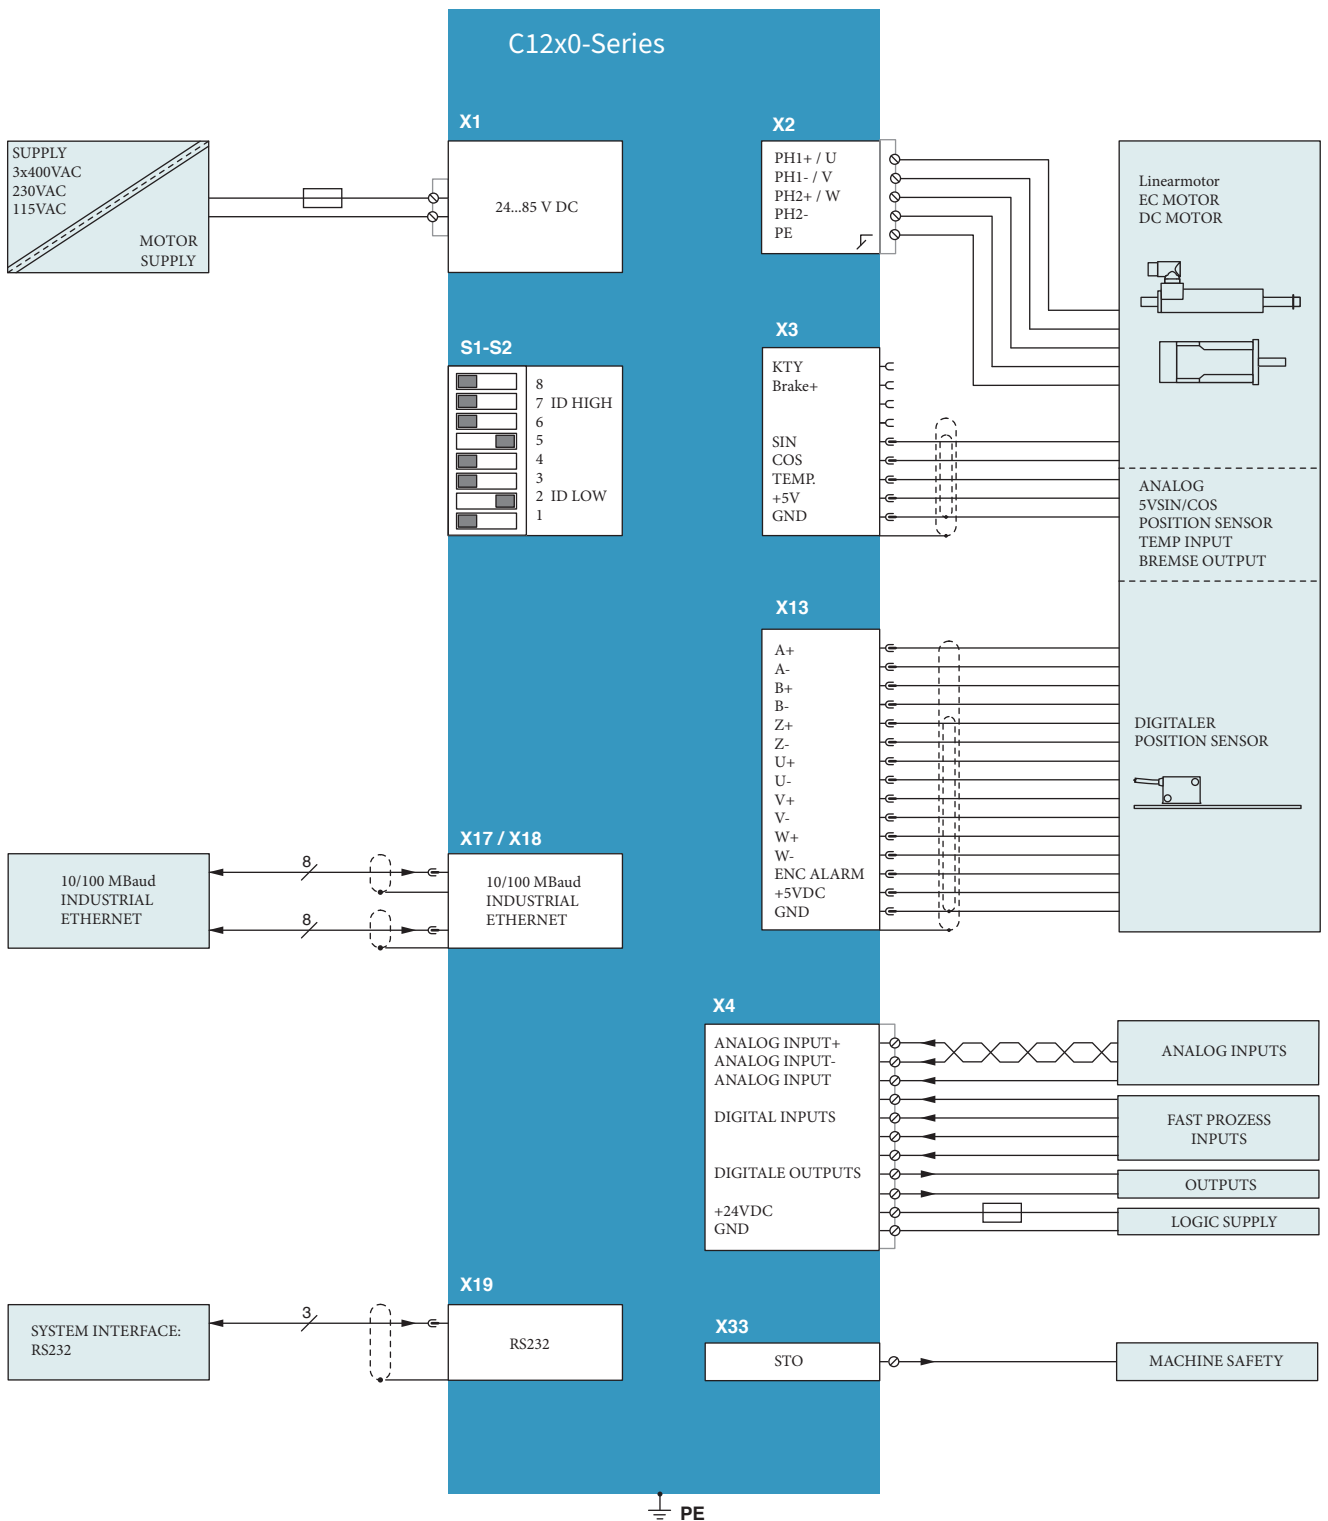 C12x0-Series
X1
SUPPLY
3x400VAC
230VAC
115VAC
MOTOR
SUPPLY
24...85 V DC
X2
PH1+ / U
PH1- / V
PH2+ / W
PH2-
PE
Linearmotor
EC MOTOR
DC MOTOR
S1-S2
8
7 ID HIGH
6
5
4
3
2 ID LOW
1
X3
KTY
Brake+
SIN
COS
TEMP.
+5V
GND
ANALOG
5VSIN/COS
POSITION SENSOR
TEMP INPUT
BREMSE OUTPUT
X13
A+
A-
B+
B-
Z+
Z-
U+
U-
V+
V-
W+
W-
ENC ALARM
+5VDC
GND
DIGITALER
POSITION SENSOR
X17 / X18
10/100 MBaud
INDUSTRIAL
ETHERNET
8
8
10/100 MBaud
INDUSTRIAL
ETHERNET
X4
ANALOG INPUT+
ANALOG INPUT-
ANALOG INPUT
DIGITAL INPUTS
DIGITALE OUTPUTS
+24VDC
GND
ANALOG INPUTS
FAST PROZESS
INPUTS
OUTPUTS
LOGIC SUPPLY
X19
SYSTEM INTERFACE:
RS232
3
RS232
X33
STO
MACHINE SAFETY
PE